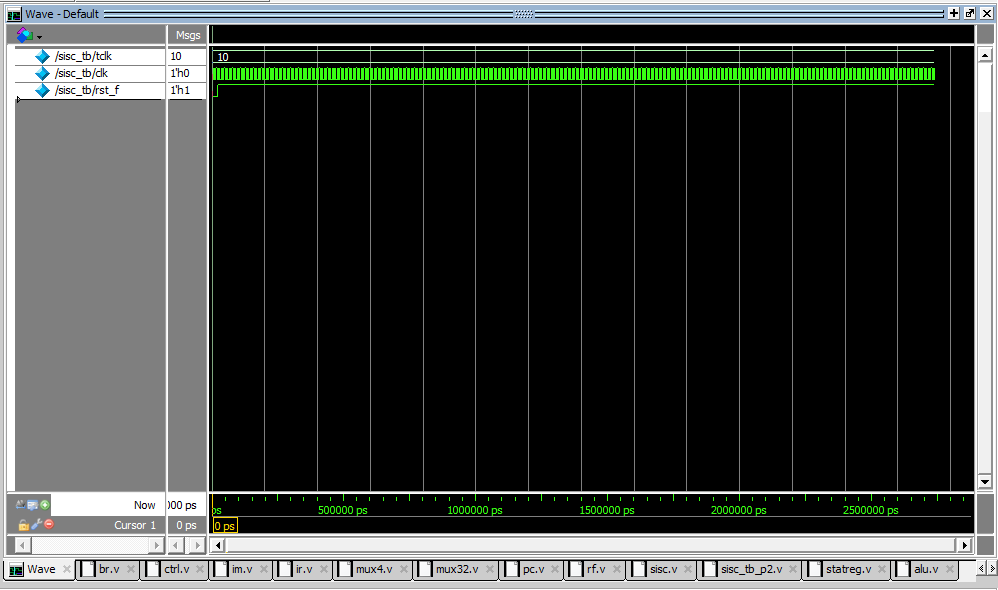 Wave - Default
Msgs
/sisc_tb/tclk 10 10
/sisc_tb/clk 1'h0
/sisc_tb/rst_f 1'h1
Now 000 ps ps 500000 ps 1000000 ps 1500000 ps 2000000 ps 2500000 ps
Cursor 1 0 ps 0 ps
Wave br.v ctrl.v im.v ir.v mux4.v mux32.v pc.v rf.v sisc.v sisc_tb_p2.v statreg.v alu.v